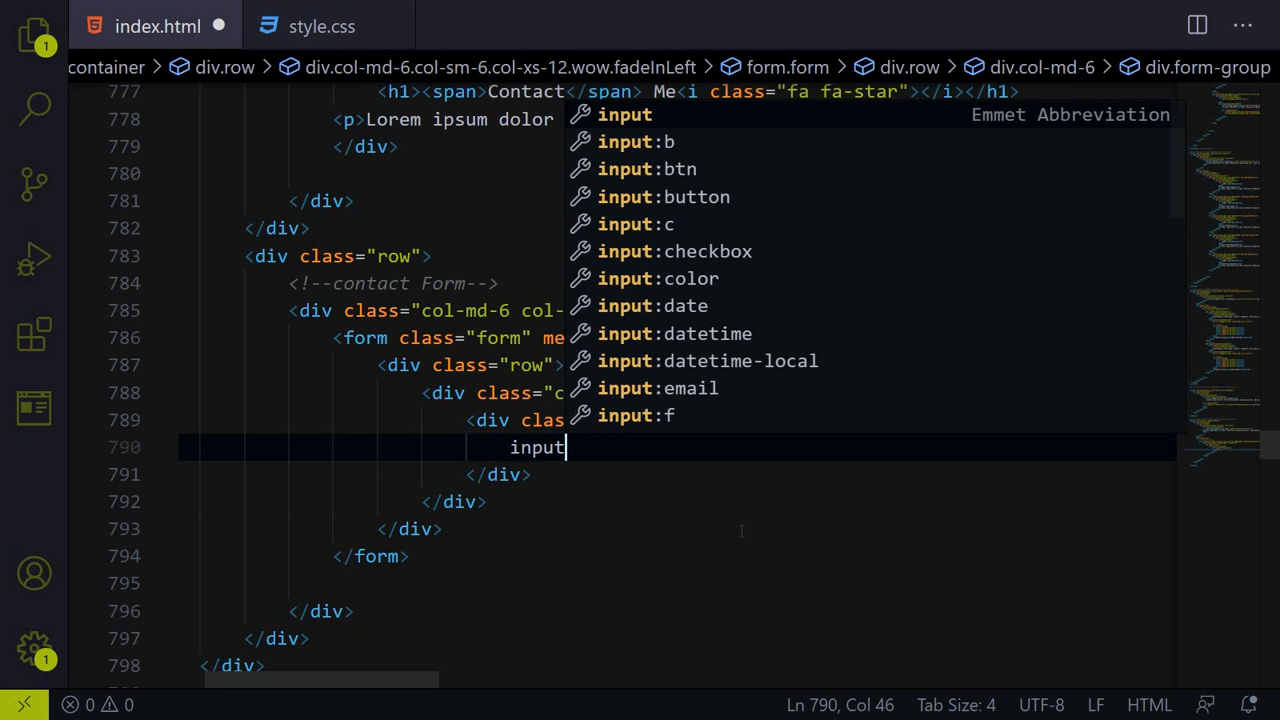 index.html
style.css
container > div.row > div.col-md-6.col-sm-6.col-xs-12.wow.fadeInLeft > form.form > div.row > div.col-md-6 > div.form-group
777 <h1><span>Contact</span> Me<i class="fa fa-star"></i></h1>
778 <p>Lorem ipsum dolor
779 </div>
780
781 </div>
782 </div>
783 <div class="row">
784 <!--contact Form-->
785 <div class="col-md-6 col-
786 <form class="form" me
787 <div class="row">
788 <div class="c
789 <div clas
790 input
791 </div>
792 </div>
793 </div>
794 </form>
795
796 </div>
797 </div>
798 </div>
input Emmet Abbreviation
input:b
input:btn
input:button
input:c
input:checkbox
input:color
input:date
input:datetime
input:datetime-local
input:email
input:f
1
1
0 0 Ln 790, Col 46 Tab Size: 4 UTF-8 LF HTML